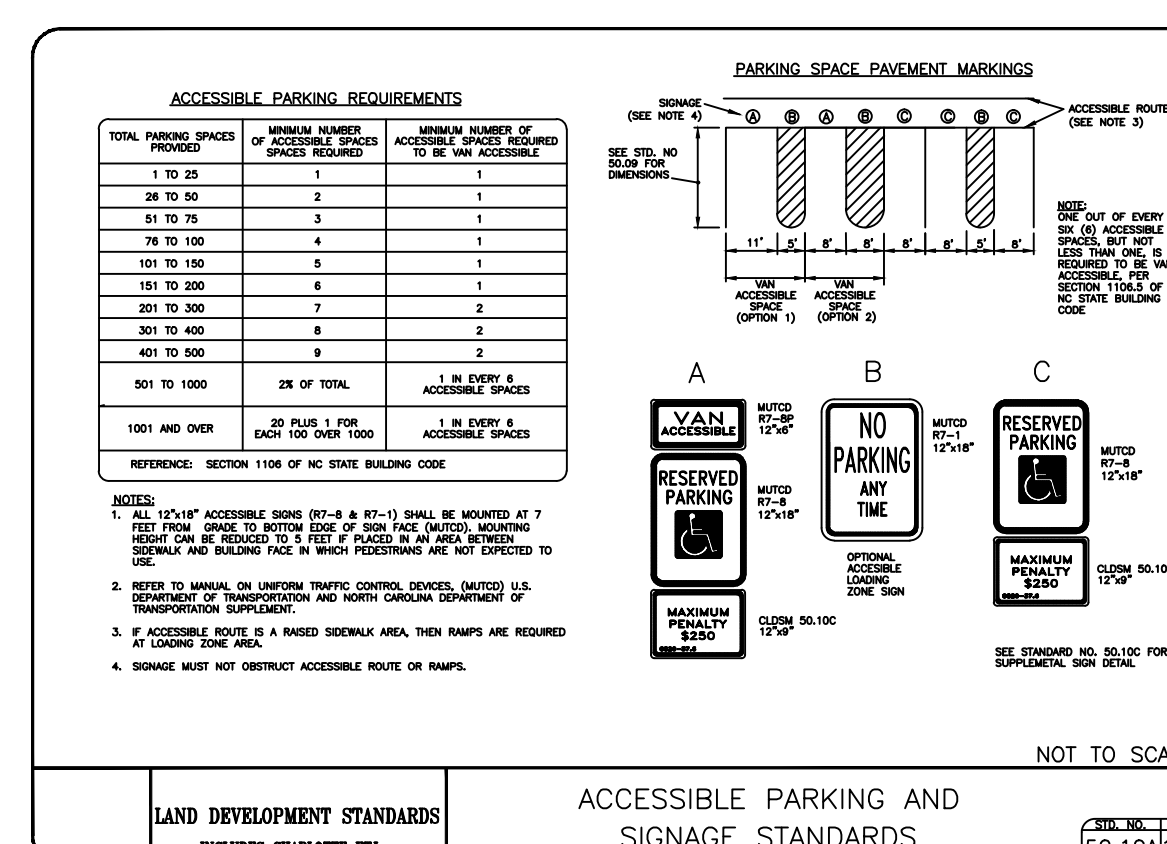 ACCESSIBLE PARKING REQUIREMENTS
TOTAL PARKING SPACES
PROVIDED
MINIMUM NUMBER
OF ACCESSIBLE SPACES
SPACES REQUIRED
MINIMUM NUMBER OF
ACCESSIBLE SPACES REQUIRED
TO BE VAN ACCESSIBLE
1 TO 25 1 1
26 TO 50 2 1
51 TO 75 3 1
76 TO 100 4 1
101 TO 150 5 1
151 TO 200 6 1
201 TO 300 7 2
301 TO 400 8 2
401 TO 500 9 2
501 TO 1000 2% OF TOTAL
1 IN EVERY 6
ACCESSIBLE SPACES
1001 AND OVER
20 PLUS 1 FOR
EACH 100 OVER 1000
1 IN EVERY 6
ACCESSIBLE SPACES
REFERENCE: SECTION 1106 OF NC STATE BUILDING CODE
NOTES:
1. ALL 12"x18" ACCESSIBLE SIGNS (R7-8 & R7-1) SHALL BE MOUNTED AT 7
FEET FROM GRADE TO BOTTOM EDGE OF SIGN FACE (MUTCD). MOUNTING
HEIGHT CAN BE REDUCED TO 5 FEET IF PLACED IN AN AREA BETWEEN
SIDEWALK AND BUILDING FACE IN WHICH PEDESTRIANS ARE NOT EXPECTED TO
USE.
2. REFER TO MANUAL ON UNIFORM TRAFFIC CONTROL DEVICES, (MUTCD) U.S.
DEPARTMENT OF TRANSPORTATION AND NORTH CAROLINA DEPARTMENT OF
TRANSPORTATION SUPPLEMENT.
3. IF ACCESSIBLE ROUTE IS A RAISED SIDEWALK AREA, THEN RAMPS ARE REQUIRED
AT LOADING ZONE AREA.
4. SIGNAGE MUST NOT OBSTRUCT ACCESSIBLE ROUTE OR RAMPS.
PARKING SPACE PAVEMENT MARKINGS
SIGNAGE
(SEE NOTE 4)
A B A B C C B C
ACCESSIBLE ROUTE
(SEE NOTE 3)
SEE STD. NO
50.09 FOR
DIMENSIONS
11' 5' 8' 8' 8' 8' 5' 8'
VAN
ACCESSIBLE
SPACE
(OPTION 1)
VAN
ACCESSIBLE
SPACE
(OPTION 2)
NOTE:
ONE OUT OF EVERY
SIX (6) ACCESSIBLE
SPACES, BUT NOT
LESS THAN ONE, IS
REQUIRED TO BE VAN
ACCESSIBLE, PER
SECTION 1106.5 OF
NC STATE BUILDING
CODE
A
VAN
ACCESSIBLE
MUTCD
R7-8P
12"x6"
RESERVED
PARKING
MUTCD
R7-8
12"x18"
MAXIMUM
PENALTY
$250
CLDSM 50.10C
12"x9"
B
NO
PARKING
ANY
TIME
MUTCD
R7-1
12"x18"
OPTIONAL
ACCESIBLE
LOADING
ZONE SIGN
C
RESERVED
PARKING
MUTCD
R7-8
12"x18"
MAXIMUM
PENALTY
$250
CLDSM 50.10
12"x9"
SEE STANDARD NO. 50.10C FOR
SUPPLEMETAL SIGN DETAIL
NOT TO SCA
LAND DEVELOPMENT STANDARDS
ACCESSIBLE PARKING AND
SIGNAGE STANDARDS
STD. NO.